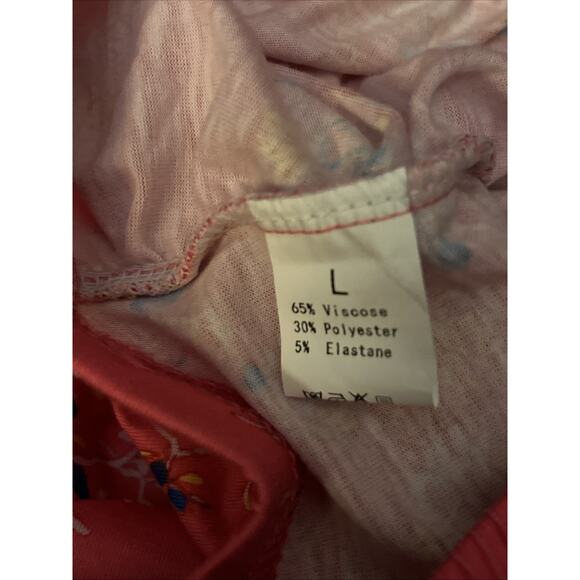 L
65% Viscose
30% Polyester
5% Elastane